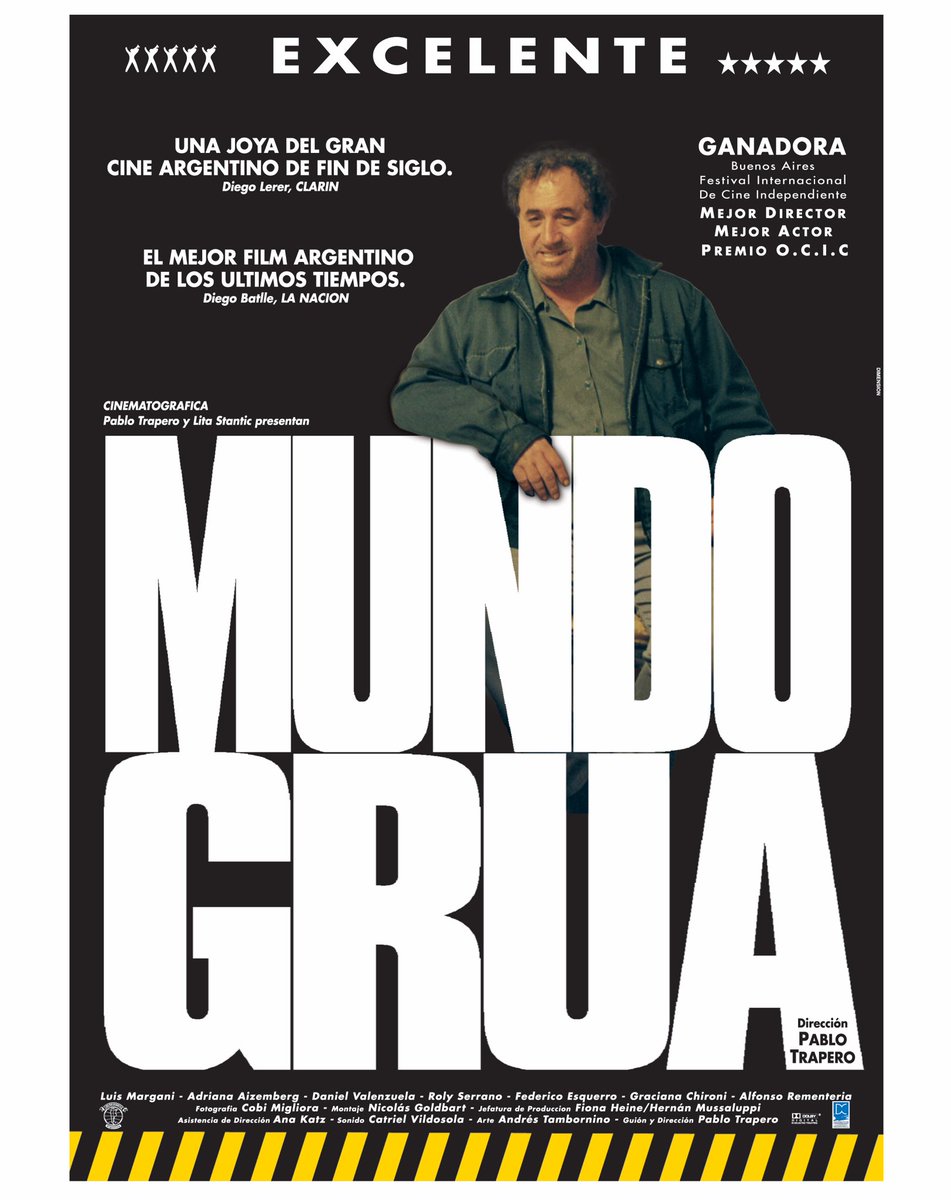 EXCELENTE
UNA JOYA DEL GRAN
CINE ARGENTINO DE FIN DE SIGLO.
Diego Lerer, CLARIN
EL MEJOR FILM ARGENTINO
DE LOS ULTIMOS TIEMPOS.
Diego Batlle, LA NACION
GANADORA
Buenos Aires
Festival Internacional
De Cine Independiente
MEJOR DIRECTOR
MEJOR ACTOR
PREMIO O.C.I.C
DIMENSION
CINEMATOGRAFICA
Pablo Trapero y Lita Stantic presentan
MUNDO
GRUA
Dirección
PABLO
TRAPERO
Luis Margani - Adriana Aizemberg - Daniel Valenzuela - Roly Serrano - Federico Esquerro - Graciana Chironi - Alfonso Rementeria
Fotografia Cobi Migliora - Montaje Nicolás Goldbart - Jefatura de Produccion Fiona Heine/Hernán Mussaluppi
Asistencia de Dirección Ana Katz - Sonido Catriel Vildosola - Arte Andrés Tambornino - Guión y Dirección Pablo Trapero
DOLBY